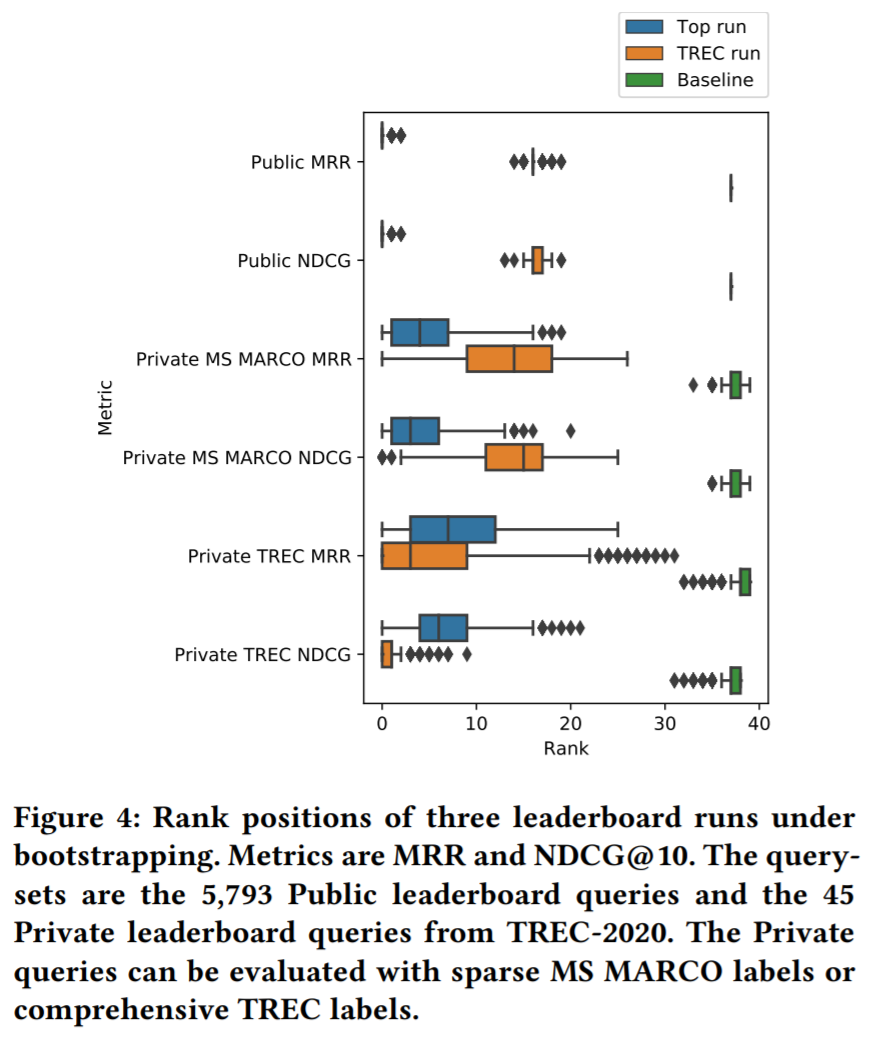 Top run
TREC run
Baseline
Public MRR
Public NDCG
Private MS MARCO MRR
Private MS MARCO NDCG
Private TREC MRR
Private TREC NDCG
Metric
0 10 20 30 40
Rank
Figure 4: Rank positions of three leaderboard runs under
bootstrapping. Metrics are MRR and NDCG@10. The query-
sets are the 5,793 Public leaderboard queries and the 45
Private leaderboard queries from TREC-2020. The Private
queries can be evaluated with sparse MS MARCO labels or
comprehensive TREC labels.